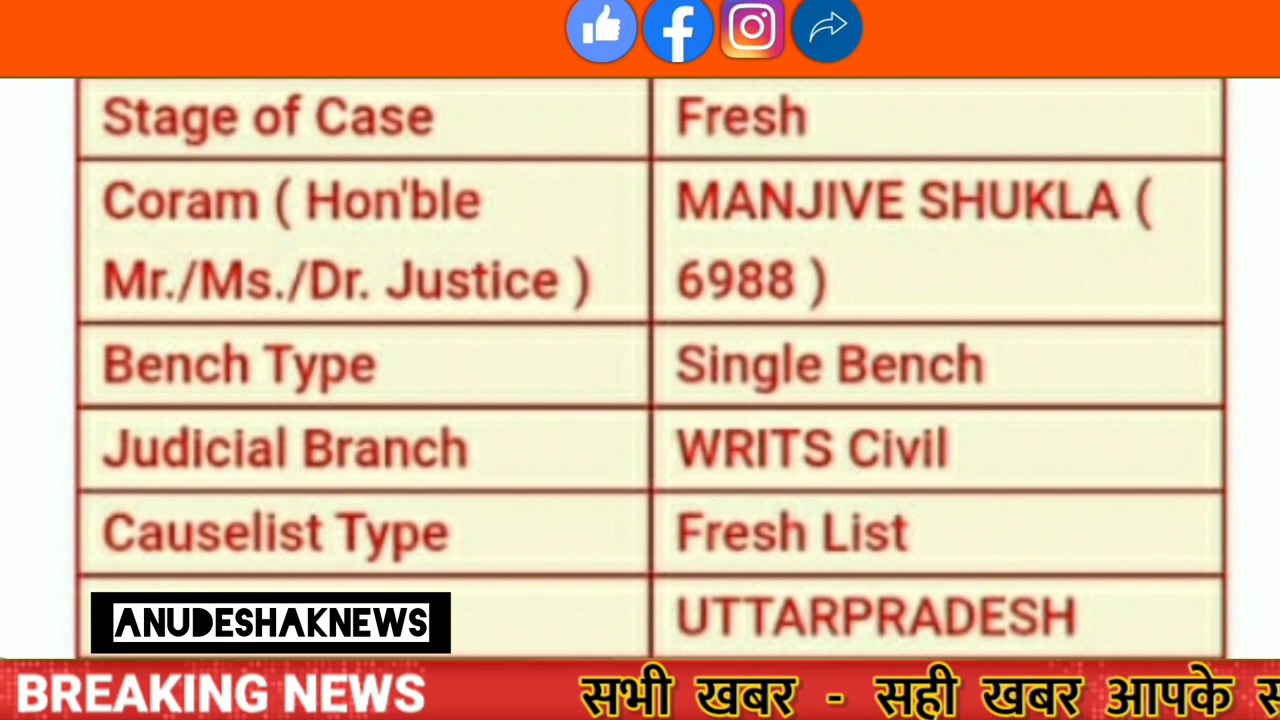 Stage of Case
Fresh
Coram ( Hon'ble
Mr./Ms./Dr. Justice )
MANJIVE SHUKLA (
6988 )
Bench Type
Single Bench
Judicial Branch
WRITS Civil
Causelist Type
Fresh List
UTTARPRADESH
ANUDESHAKNEWS
BREAKING NEWS
सभी खबर - सही खबर आपके